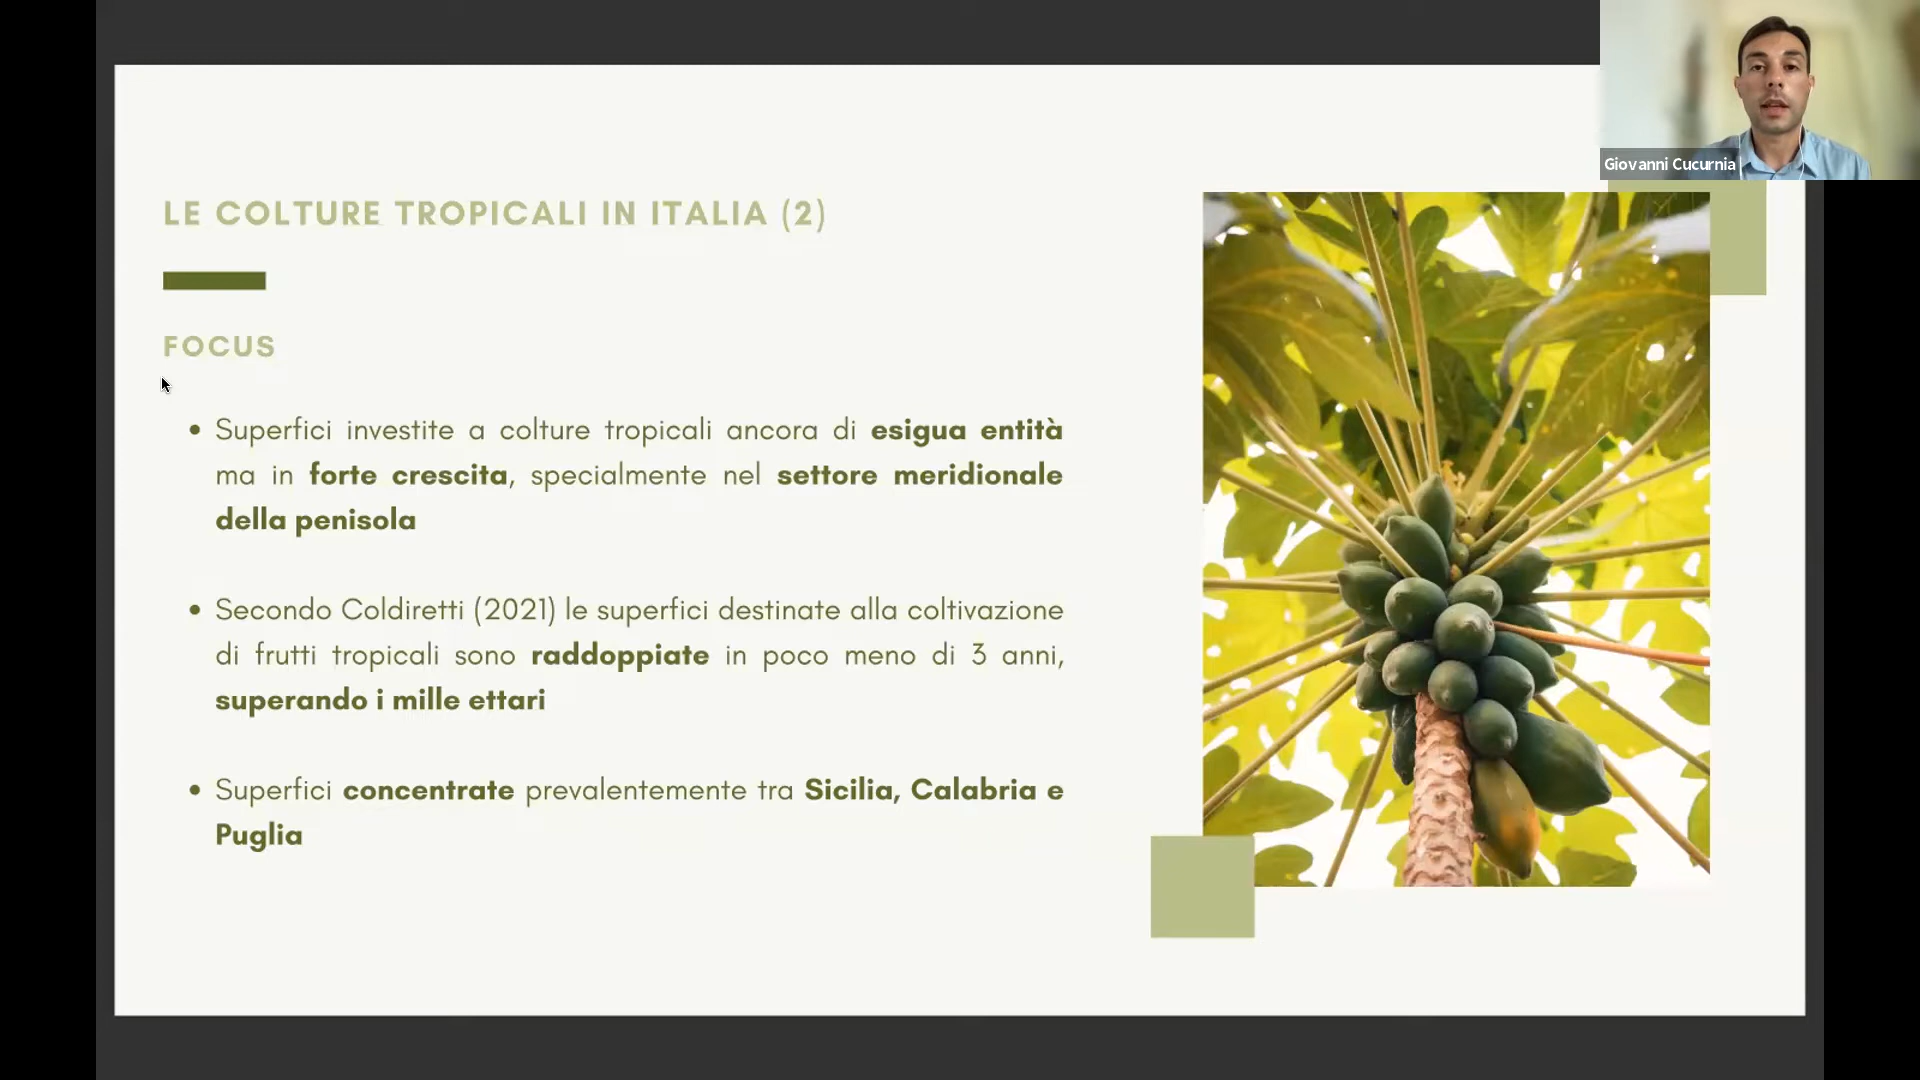 Giovanni Cucurnia
LE COLTURE TROPICALI IN ITALIA (2)
FOCUS
• Superfici investite a colture tropicali ancora di esigua entità
ma in forte crescita, specialmente nel settore meridionale
della penisola
• Secondo Coldiretti (2021) le superfici destinate alla coltivazione
di frutti tropicali sono raddoppiate in poco meno di 3 anni,
superando i mille ettari
• Superfici concentrate prevalentemente tra Sicilia, Calabria e
Puglia